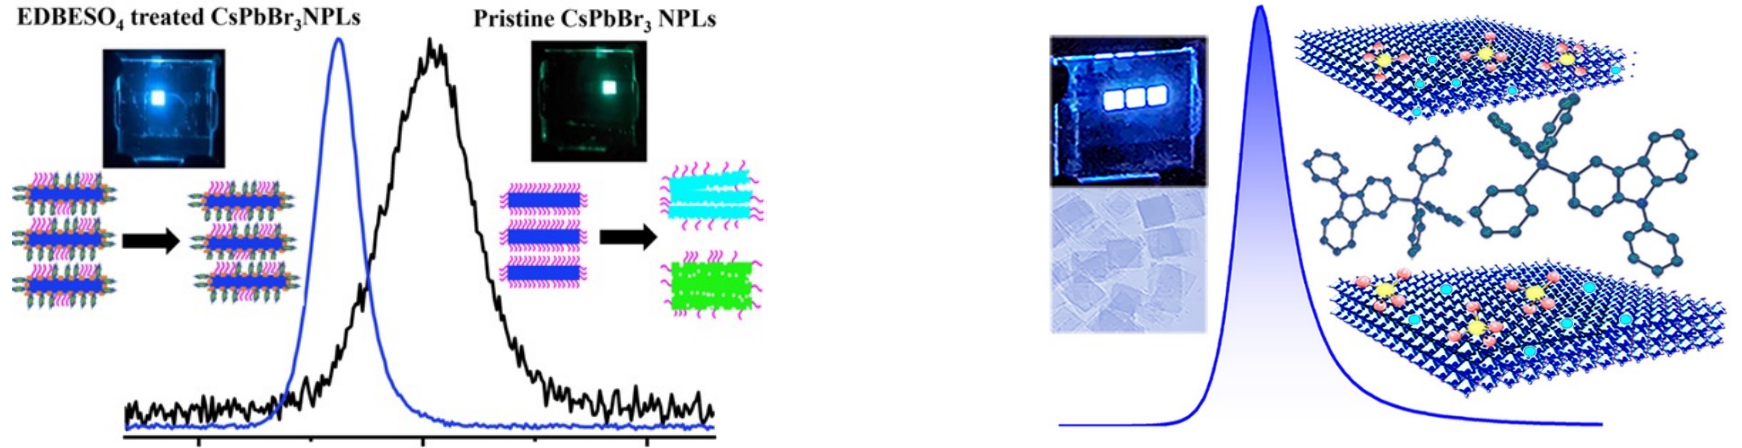 EDBESO₄ treated CsPbBr₃NPLs
Pristine CsPbBr₃ NPLs